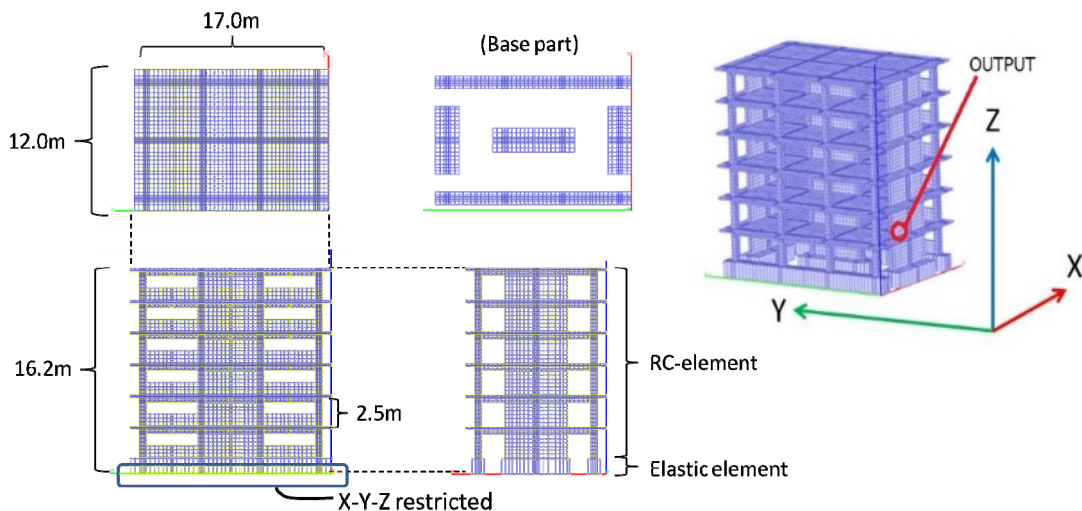 17.0m
(Base part)
12.0m
OUTPUT
Z
X
Y
16.2m
2.5m
RC-element
Elastic element
X-Y-Z restricted